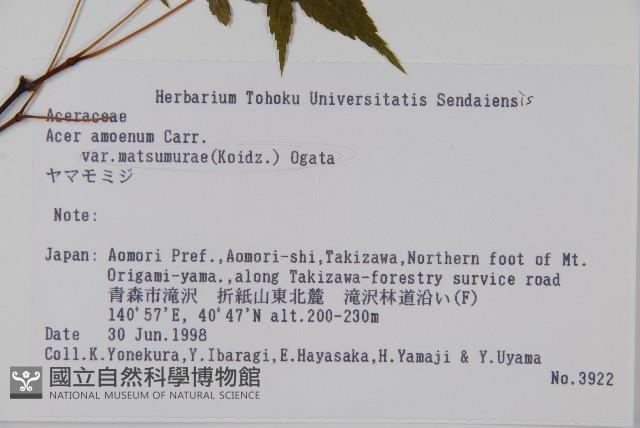 Herbarium Tohoku Universitatis Sendaiensis
Aceraceae
Acer amoenum Carr.
var.matsumurae(Koidz.) Ogata
ヤマモミジ
Note:
Japan: Aomori Pref.,Aomori-shi,Takizawa,Northern foot of Mt.
Origami-yama.,along Takizawa-forestry survice road
青森市滝沢 折紙山東北麓 滝沢林道沿い(F)
140°57'E, 40°47'N alt.200-230m
Date 30 Jun.1998
Coll.K.Yonekura,Y.Ibaragi,E.Hayasaka,H.Yamaji & Y.Uyama
No.3922
國立自然科學博物館
NATIONAL MUSEUM OF NATURAL SCIENCE